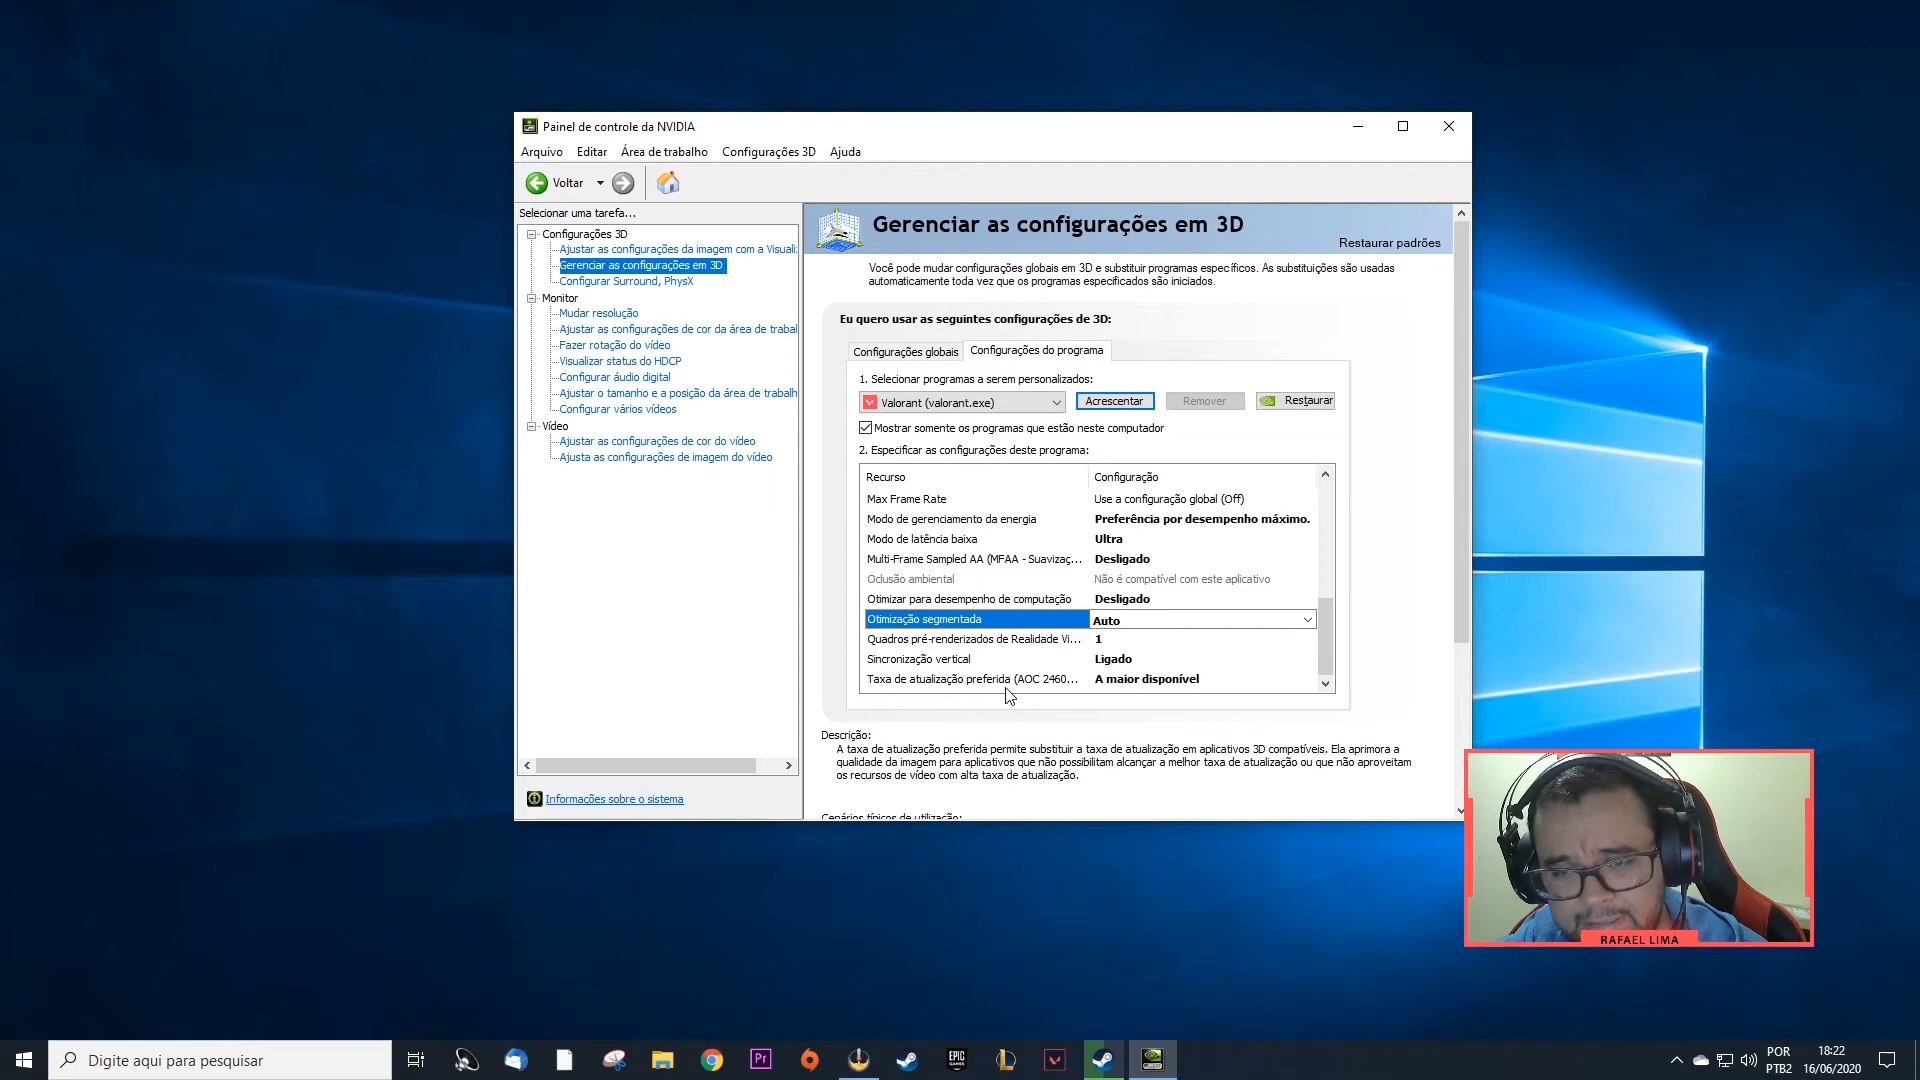 Painel de controle da NVIDIA
Arquivo Editar Área de trabalho Configurações 3D Ajuda
Voltar
Selecionar uma tarefa...
Configurações 3D
Ajustar as configurações da imagem com a Visuali
Gerenciar as configurações em 3D
Configurar Surround, PhysX
Monitor
Mudar resolução
Ajustar as configurações de cor da área de trabal
Fazer rotação do vídeo
Visualizar status do HDCP
Configurar áudio digital
Ajustar o tamanho e a posição da área de trabalh
Configurar vários vídeos
Vídeo
Ajustar as configurações de cor do vídeo
Ajusta as configurações de imagem do vídeo
Informações sobre o sistema
Gerenciar as configurações em 3D
Restaurar padrões
Você pode mudar configurações globais em 3D e substituir programas específicos. As substituições são usadas
automaticamente toda vez que os programas especificados são iniciados.
Eu quero usar as seguintes configurações de 3D:
Configurações globais Configurações do programa
1. Selecionar programas a serem personalizados:
Valorant (valorant.exe) Acrescentar Remover Restaurar
Mostrar somente os programas que estão neste computador
2. Especificar as configurações deste programa:
Recurso Configuração
Max Frame Rate Use a configuração global (Off)
Modo de gerenciamento da energia Preferência por desempenho máximo.
Modo de latência baixa Ultra
Multi-Frame Sampled AA (MFAA - Suavizaç... Desligado
Oclusão ambiental Não é compatível com este aplicativo
Otimizar para desempenho de computação Desligado
Otimização segmentada Auto
Quadros pré-renderizados de Realidade Vi... 1
Sincronização vertical Ligado
Taxa de atualização preferida (AOC 2460... A maior disponível
Descrição:
A taxa de atualização preferida permite substituir a taxa de atualização em aplicativos 3D compatíveis. Ela aprimora a
qualidade da imagem para aplicativos que não possibilitam alcançar a melhor taxa de atualização ou que não aproveitam
os recursos de vídeo com alta taxa de atualização.
Cenários típicos de utilização:
RAFAEL LIMA
Digite aqui para pesquisar
Pr
EPIC
GAMES
POR
PTB2
18:22
16/06/2020